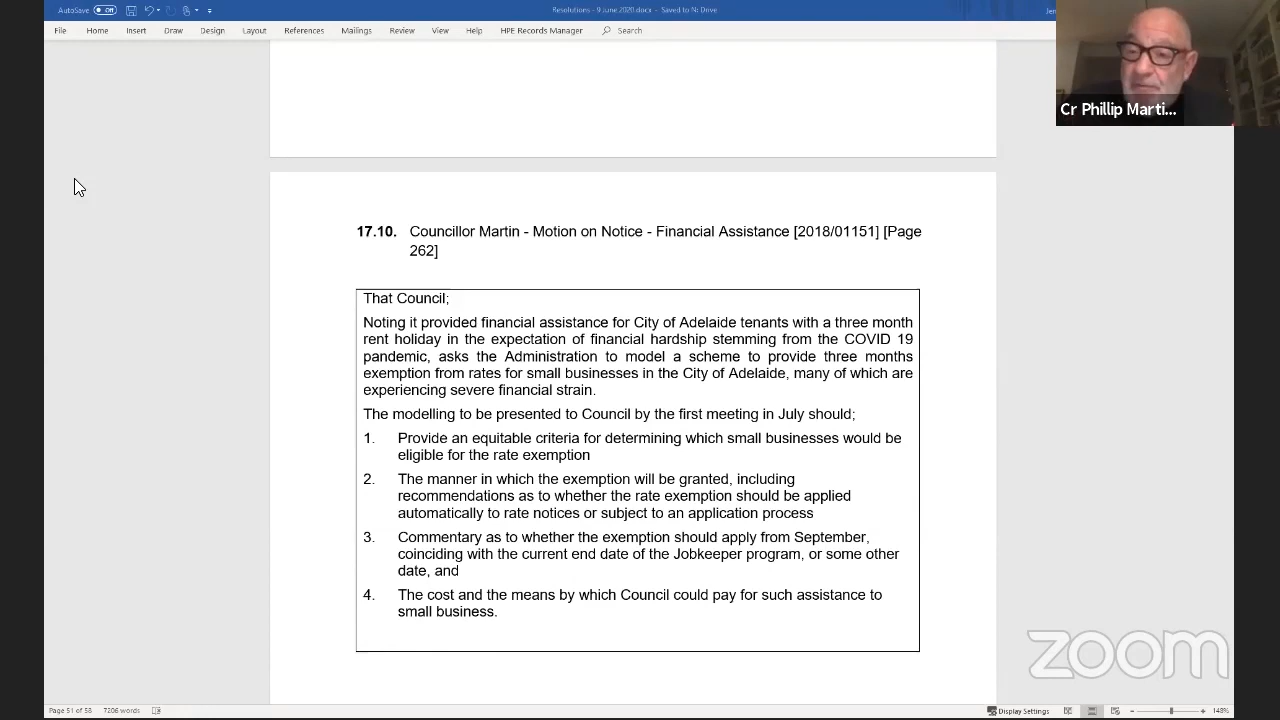 AutoSave Off
Resolutions - 9 June 2020.docx - Saved to N: Drive
File Home Insert Draw Design Layout References Mailings Review View Help HPE Records Manager Search
Cr Phillip Marti...
17.10. Councillor Martin - Motion on Notice - Financial Assistance [2018/01151] [Page
262]
That Council;
Noting it provided financial assistance for City of Adelaide tenants with a three month
rent holiday in the expectation of financial hardship stemming from the COVID 19
pandemic, asks the Administration to model a scheme to provide three months
exemption from rates for small businesses in the City of Adelaide, many of which are
experiencing severe financial strain.
The modelling to be presented to Council by the first meeting in July should;
1. Provide an equitable criteria for determining which small businesses would be
eligible for the rate exemption
2. The manner in which the exemption will be granted, including
recommendations as to whether the rate exemption should be applied
automatically to rate notices or subject to an application process
3. Commentary as to whether the exemption should apply from September,
coinciding with the current end date of the Jobkeeper program, or some other
date, and
4. The cost and the means by which Council could pay for such assistance to
small business.
zoom
Page 51 of 58 7206 words Display Settings 148%